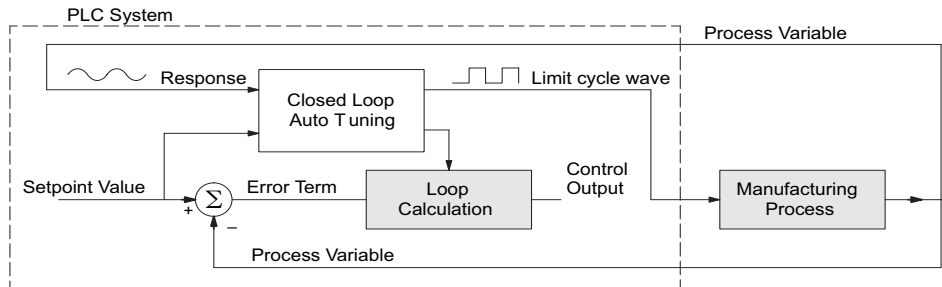 PLC System
Process Variable
Response
Limit cycle wave
Closed Loop
Auto Tuning
Setpoint Value
+
Σ
−
Error Term
Loop
Calculation
Control
Output
Manufacturing
Process
Process Variable